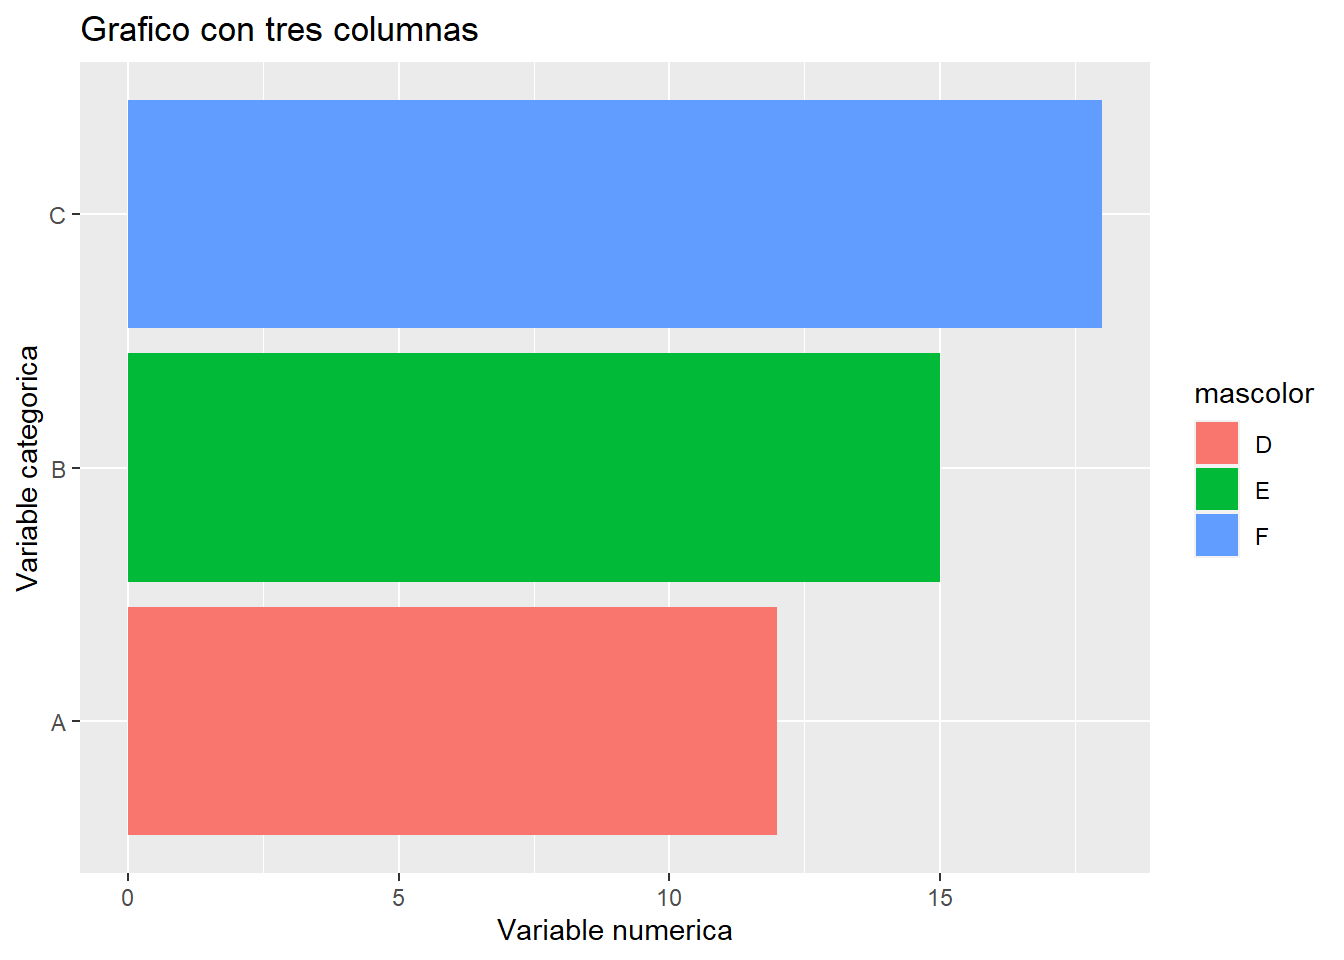 Grafico con tres columnas
Variable categorica
C
B
A
0 5 10 15
Variable numerica
mascolor
D
E
F